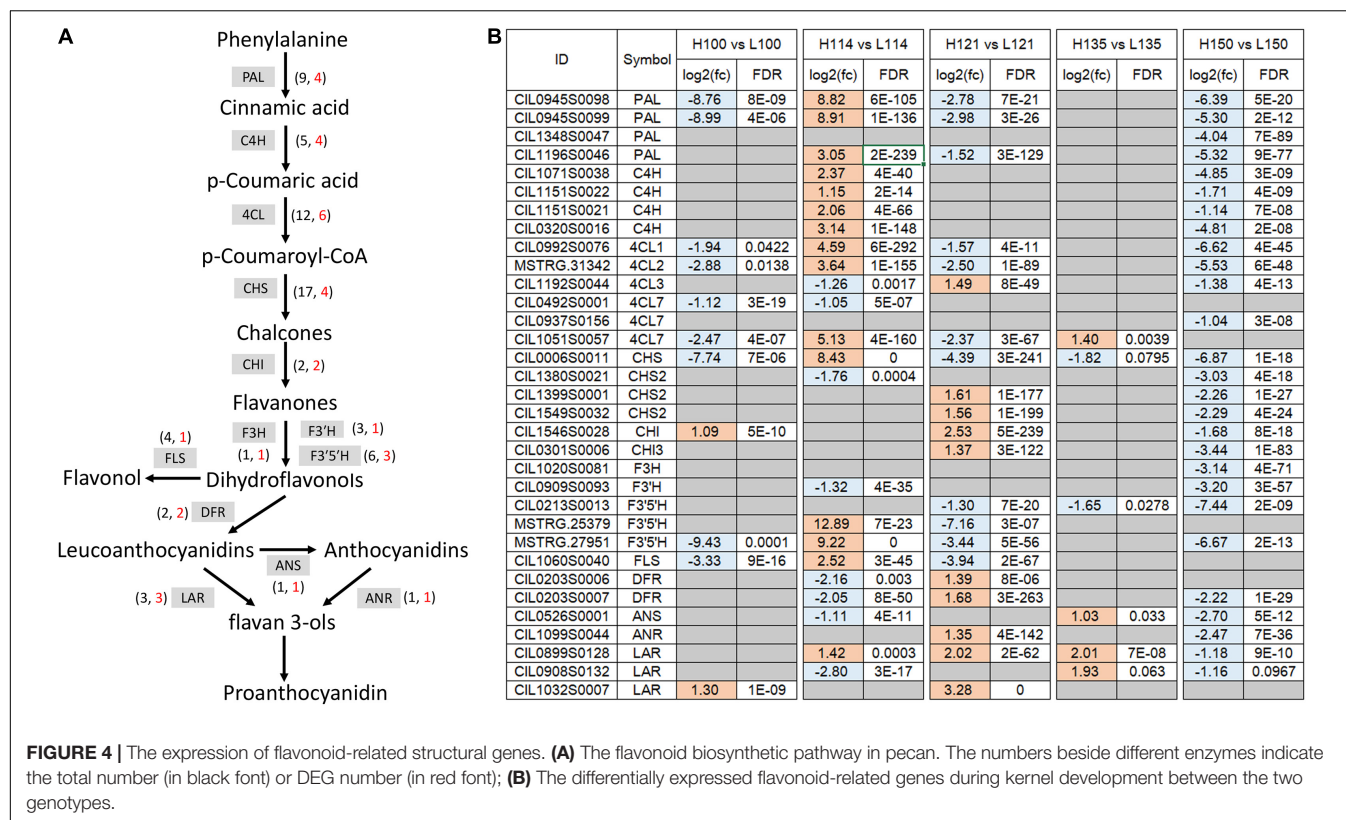 A
Phenylalanine
PAL (9, 4)
Cinnamic acid
C4H (5, 4)
p-Coumaric acid
4CL (12, 6)
p-Coumaroyl-CoA
CHS (17, 4)
Chalcones
CHI (2, 2)
Flavanones
(4, 1) F3H F3'H (3, 1)
FLS (1, 1) F3'5'H (6, 3)
Flavonol Dihydroflavonols
(2, 2) DFR
Leucoanthocyanidins Anthocyanidins
ANS
(1, 1)
(3, 3) LAR ANR (1, 1)
flavan 3-ols
Proanthocyanidin
B
ID Symbol H100 vs L100 H114 vs L114 H121 vs L121 H135 vs L135 H150 vs L150
log2(fc) FDR log2(fc) FDR log2(fc) FDR log2(fc) FDR log2(fc) FDR
CIL0945S0098 PAL -8.76 8E-09 8.82 6E-105 -2.78 7E-21 -6.39 5E-20
CIL0945S0099 PAL -8.99 4E-06 8.91 1E-136 -2.98 3E-26 -5.30 2E-12
CIL1348S0047 PAL -4.04 7E-89
CIL1196S0046 PAL 3.05 2E-239 -1.52 3E-129 -5.32 9E-77
CIL1071S0038 C4H 2.37 4E-40 -4.85 3E-09
CIL1151S0022 C4H 1.15 2E-14 -1.71 4E-09
CIL1151S0021 C4H 2.06 4E-66 -1.14 7E-08
CIL0320S0016 C4H 3.14 1E-148 -4.81 2E-08
CIL0992S0076 4CL1 -1.94 0.0422 4.59 6E-292 -1.57 4E-11 -6.62 4E-45
MSTRG.31342 4CL2 -2.88 0.0138 3.64 1E-155 -2.50 1E-89 -5.53 6E-48
CIL1192S0044 4CL3 -1.26 0.0017 1.49 8E-49 -1.38 4E-13
CIL0492S0001 4CL7 -1.12 3E-19 -1.05 5E-07
CIL0937S0156 4CL7 -1.04 3E-08
CIL1051S0057 4CL7 -2.47 4E-07 5.13 4E-160 -2.37 3E-67 1.40 0.0039
CIL0006S0011 CHS -7.74 7E-06 8.43 0 -4.39 3E-241 -1.82 0.0795 -6.87 1E-18
CIL1380S0021 CHS2 -1.76 0.0004 -3.03 4E-18
CIL1399S0001 CHS2 1.61 1E-177 -2.26 1E-27
CIL1549S0032 CHS2 1.56 1E-199 -2.29 4E-24
CIL1546S0028 CHI 1.09 5E-10 2.53 5E-239 -1.68 8E-18
CIL0301S0006 CHI3 1.37 3E-122 -3.44 1E-83
CIL1020S0081 F3H -3.14 4E-71
CIL0909S0093 F3'H -1.32 4E-35 -3.20 3E-57
CIL0213S0013 F3'5'H -1.30 7E-20 -1.65 0.0278 -7.44 2E-09
MSTRG.25379 F3'5'H 12.89 7E-23 -7.16 3E-07
MSTRG.27951 F3'5'H -9.43 0.0001 9.22 0 -3.44 5E-56 -6.67 2E-13
CIL1060S0040 FLS -3.33 9E-16 2.52 3E-45 -3.94 2E-67
CIL0203S0006 DFR -2.16 0.003 1.39 8E-06
CIL0203S0007 DFR -2.05 8E-50 1.68 3E-263 -2.22 1E-29
CIL0526S0001 ANS -1.11 4E-11 1.03 0.033 -2.70 5E-12
CIL1099S0044 ANR 1.35 4E-142 -2.47 7E-36
CIL0899S0128 LAR 1.42 0.0003 2.02 2E-62 2.01 7E-08 -1.18 9E-10
CIL0908S0132 LAR -2.80 3E-17 1.93 0.063 -1.16 0.0967
CIL1032S0007 LAR 1.30 1E-09 3.28 0
FIGURE 4 | The expression of flavonoid-related structural genes. (A) The flavonoid biosynthetic pathway in pecan. The numbers beside different enzymes indicate
the total number (in black font) or DEG number (in red font); (B) The differentially expressed flavonoid-related genes during kernel development between the two
genotypes.